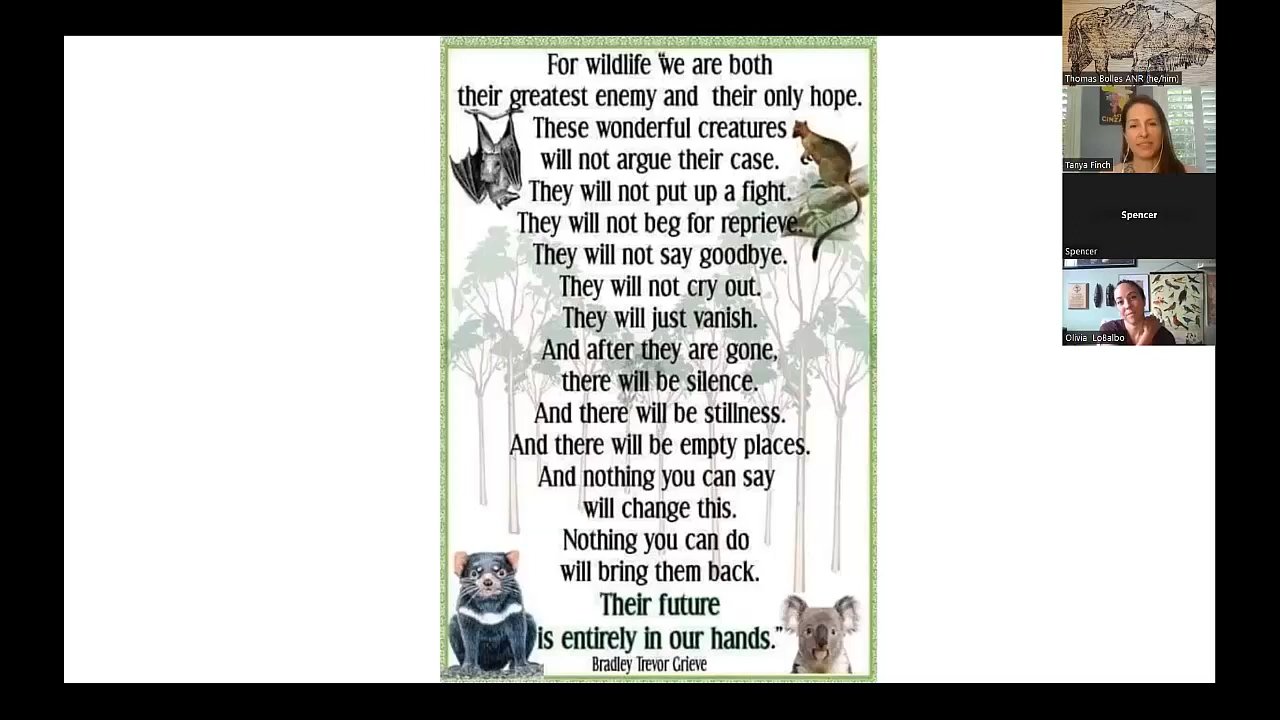 For wildlife “we are both
their greatest enemy and their only hope.
These wonderful creatures
will not argue their case.
They will not put up a fight.
They will not beg for reprieve.
They will not say goodbye.
They will not cry out.
They will just vanish.
And after they are gone,
there will be silence.
And there will be stillness.
And there will be empty places.
And nothing you can say
will change this.
Nothing you can do
will bring them back.
Their future
is entirely in our hands.”
Bradley Trevor Grieve
Thomas Bolles ANR (he/him)
Tanya Finch
Spencer
Spencer
Olivia LoBalbo